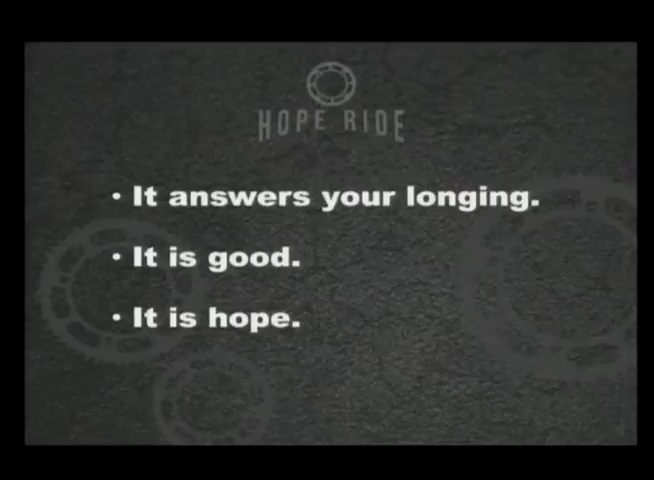 HOPE RIDE
• It answers your longing.
• It is good.
• It is hope.